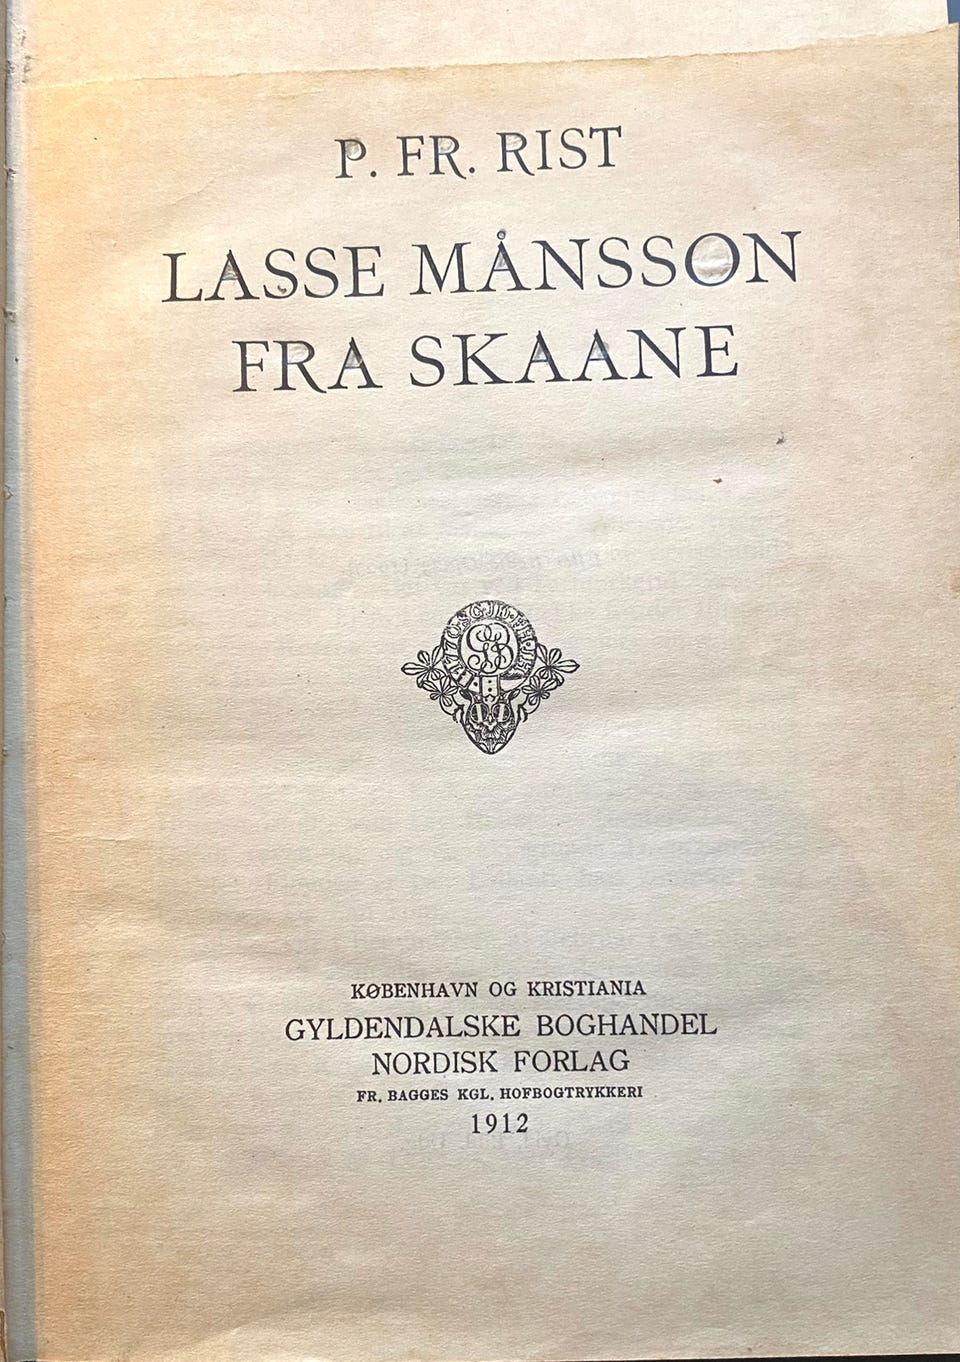 P. FR. RIST
LASSE MÅNSSON
FRA SKAANE
KØBENHAVN OG KRISTIANIA
GYLDENDALSKE BOGHANDEL
NORDISK FORLAG
FR. BAGGES KGL. HOFBOGTRYKKERI
1912